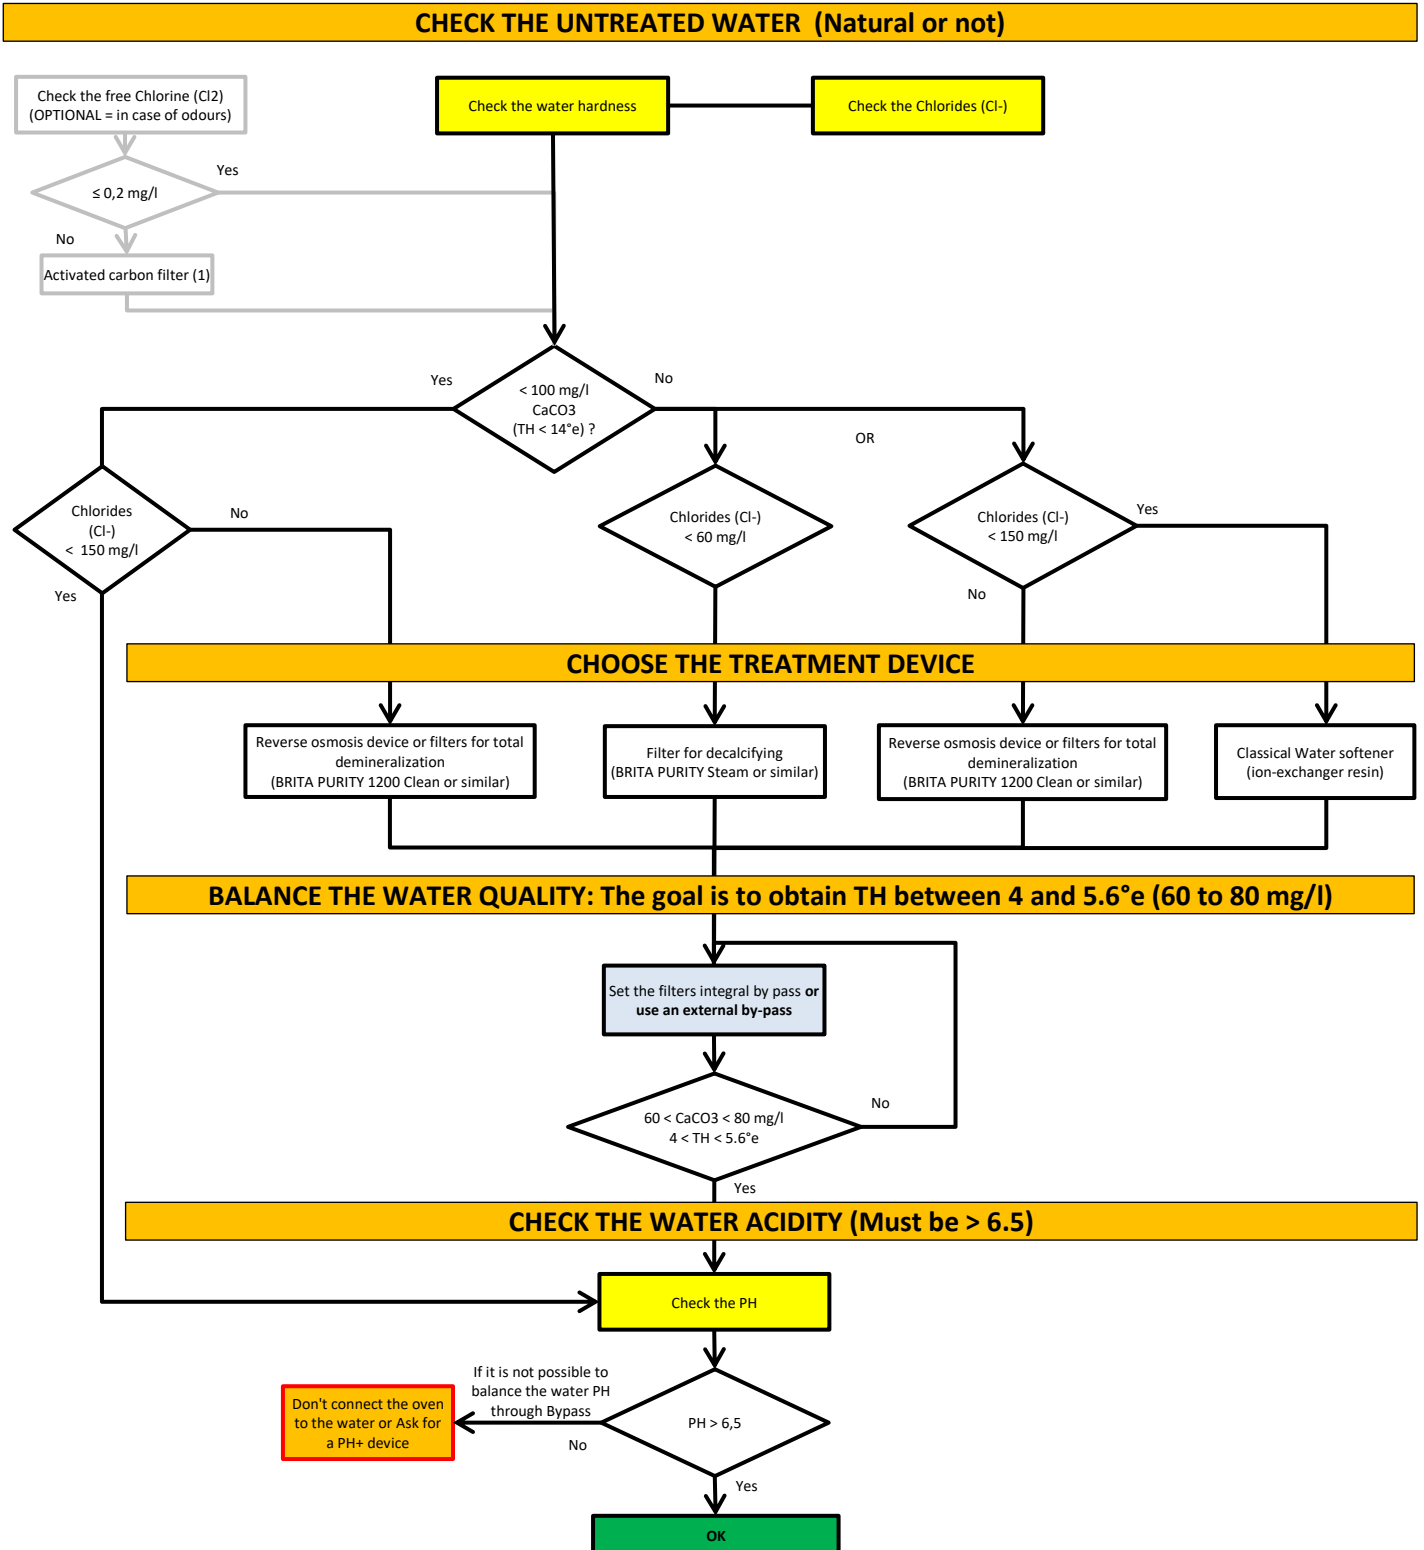 CHECK THE UNTREATED WATER  (Natural or not)
Check the free Chlorine (Cl2)
(OPTIONAL = in case of odours)
Check the water hardness
Check the Chlorides (Cl-)
≤ 0,2 mg/l
Yes
No
Activated carbon filter (1)
Yes
< 100 mg/l
CaCO3
(TH < 14°e) ?
No
OR
Chlorides
(Cl-)
<  150 mg/l
No
Yes
Chlorides (Cl-)
< 60 mg/l
Chlorides (Cl-)
< 150 mg/l
Yes
No
CHOOSE THE TREATMENT DEVICE
Reverse osmosis device or filters for total
demineralization
(BRITA PURITY 1200 Clean or similar)
Filter for decalcifying
(BRITA PURITY Steam or similar)
Reverse osmosis device or filters for total
demineralization
(BRITA PURITY 1200 Clean or similar)
Classical Water softener
(ion-exchanger resin)
BALANCE THE WATER QUALITY: The goal is to obtain TH between 4 and 5.6°e (60 to 80 mg/l)
Set the filters integral by pass or
use an external by-pass
60 < CaCO3 < 80 mg/l
4 < TH < 5.6°e
No
Yes
CHECK THE WATER ACIDITY (Must be > 6.5)
Check the PH
If it is not possible to
balance the water PH
through Bypass
Don't connect the oven
to the water or Ask for
a PH+ device
No
PH > 6,5
Yes
OK